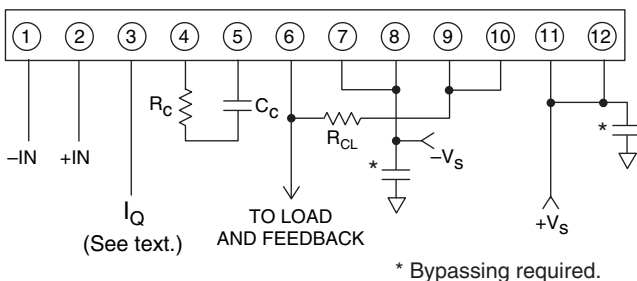 1 2 3 4 5 6 7 8 9 10 11 12
RC CC
RCL
–IN +IN
* –Vs *
IQ
(See text.)
TO LOAD
AND FEEDBACK
+Vs
* Bypassing required.